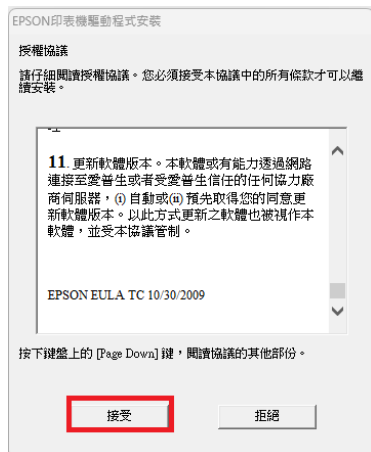 EPSON印表機驅動程式安裝
授權協議
請仔細閱讀授權協議。您必須接受本協議中的所有條款才可以繼
續安裝。
11. 更新軟體版本。本軟體或有能力透過網路
連接至愛普生或者受愛普生信任的任何協力廠
商伺服器，(i) 自動或(ii) 預先取得您的同意更
新軟體版本。以此方式更新之軟體也被視作本
軟體，並受本協議管制。
EPSON EULA TC 10/30/2009
按下鍵盤上的 [Page Down] 鍵，閱讀協議的其他部份。
接受
拒絕